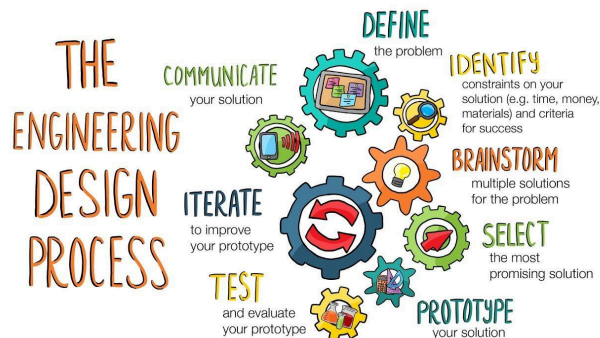 THE
ENGINEERING
DESIGN
PROCESS
DEFINE
the problem
IDENTIFY
constraints on your
solution (e.g. time, money,
materials) and criteria
for success
BRAINSTORM
multiple solutions
for the problem
SELECT
the most
promising solution
PROTOTYPE
your solution
TEST
and evaluate
your prototype
ITERATE
to improve
your prototype
COMMUNICATE
your solution